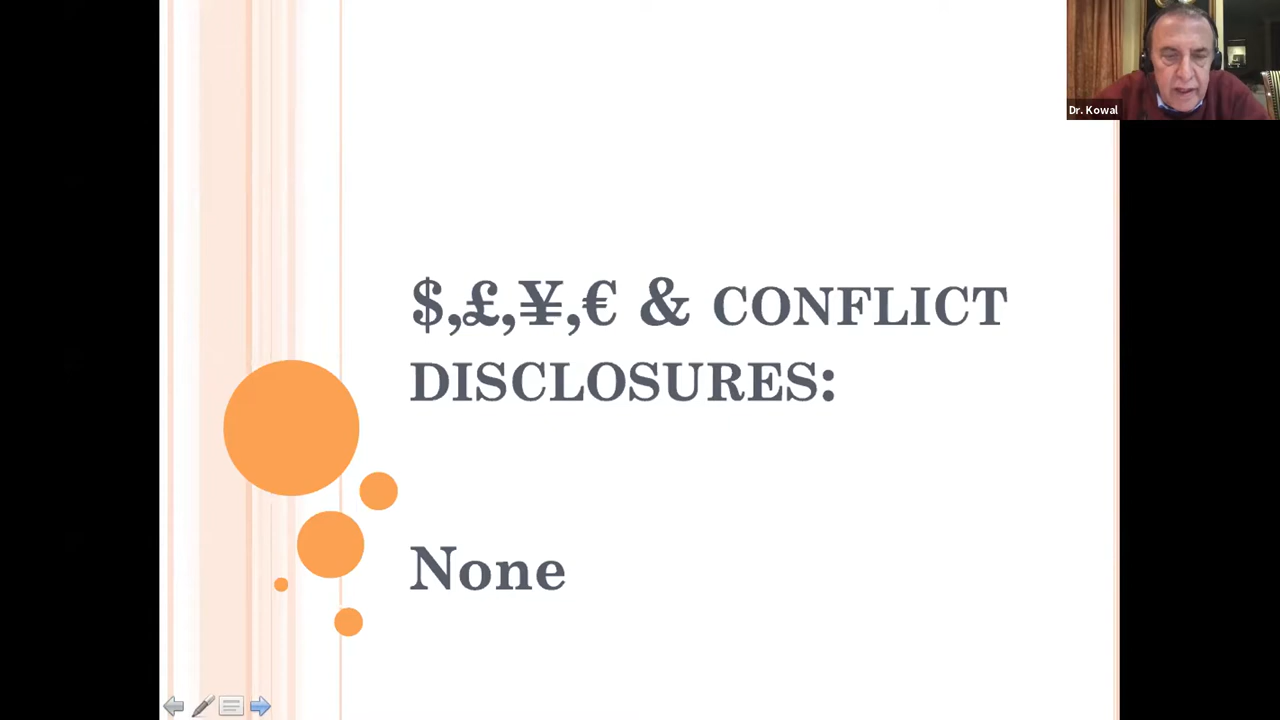 Dr. Kowal
$,£,¥,€ & CONFLICT
DISCLOSURES:
None